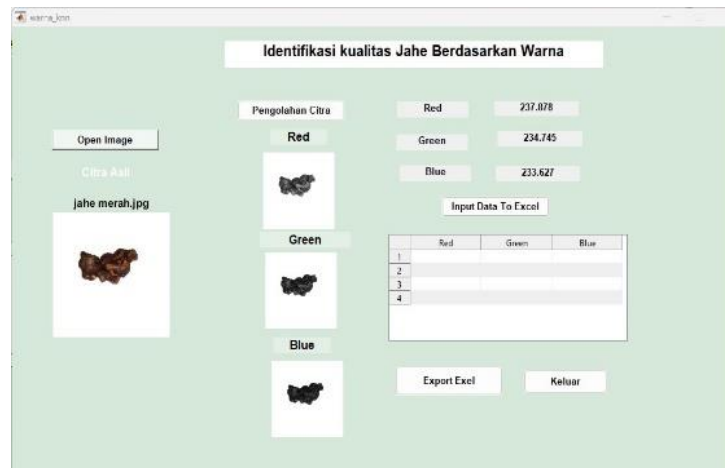 warna_kon
Identifikasi kualitas Jahe Berdasarkan Warna
Open Image
Citra Asli
jahe merah.jpg
Pengolahan Citra
Red
Green
Blue
Red 237.078
Green 234.745
Blue 233.627
Input Data To Excel
Red Green Blue
1
2
3
4
Export Exel
Keluar